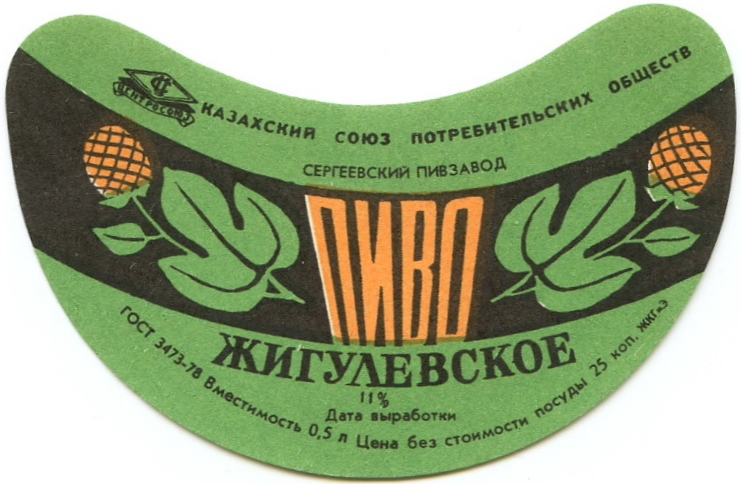 ЦЕНТРОСОЮЗ
КАЗАХСКИЙ СОЮЗ ПОТРЕБИТЕЛЬСКИХ ОБЩЕСТВ
СЕРГЕЕВСКИЙ ПИВЗАВОД
ПИВО
ЖИГУЛЕВСКОЕ
11%
Дата выработки
ГОСТ 3473-78 Вместимость 0,5 л Цена без стоимости посуды 25 коп. ЖКГ-Э